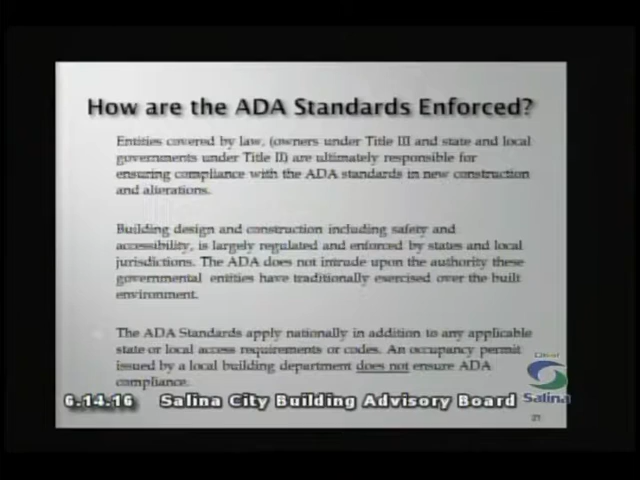 How are the ADA Standards Enforced?
Entities covered by law, (owners under Title III and state and local
governments under Title II) are ultimately responsible for
ensuring compliance with the ADA standards in new construction
and alterations.
Building design and construction including safety and
accessibility, is largely regulated and enforced by states and local
jurisdictions. The ADA does not intrude upon the authority these
governmental entities have traditionally exercised over the built
environment.
The ADA Standards apply nationally in addition to any applicable
state or local access requirements or codes. An occupancy permit
issued by a local building department does not ensure ADA
compliance.
City of
Salina
6.14.16 Salina City Building Advisory Board
21